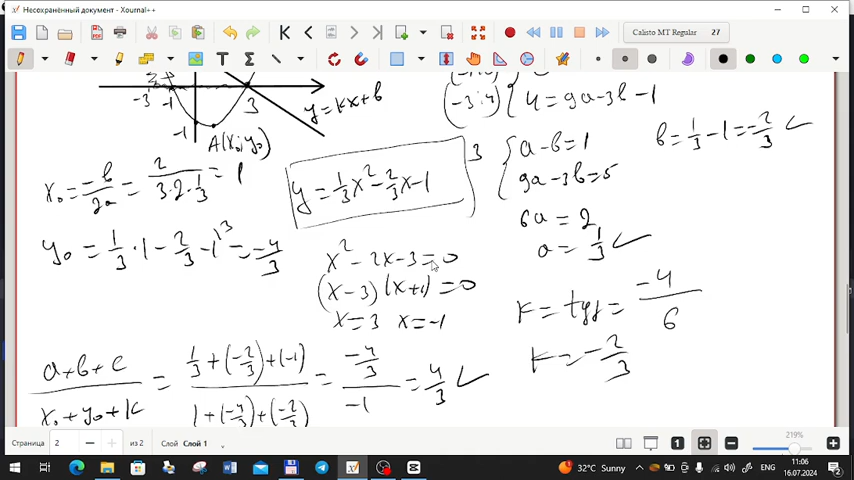 Несохранённый документ - Xournal++
Calisto MT Regular 27
-3 -1 3
y=kx+b
-1
A(x₀;y₀)
(-3;4) { 4=9a-3b-1
b=1/3-1=-2/3 ✓
3 { a-b=1
9a-3b=5
6a=2
a=1/3 ✓
x₀=-b/2a=2/(3·2·1/3)=1
y=1/3x²-2/3x-1
y₀=1/3·1-2/3-1=-4/3
x²-2x-3=0
(x-3)(x+1)=0
x=3 x=-1
k=tgγ=-4/6
k=-2/3
(a+b+c)/(x₀+y₀+k)=(1/3+(-2/3)+(-1))/(1+(-4/3)+(-2/3))=(-4/3)/(-1)=4/3 ✓
Страница 2 из 2 Слой Слой 1 219%
32°C Sunny ENG 11:06
16.07.2024